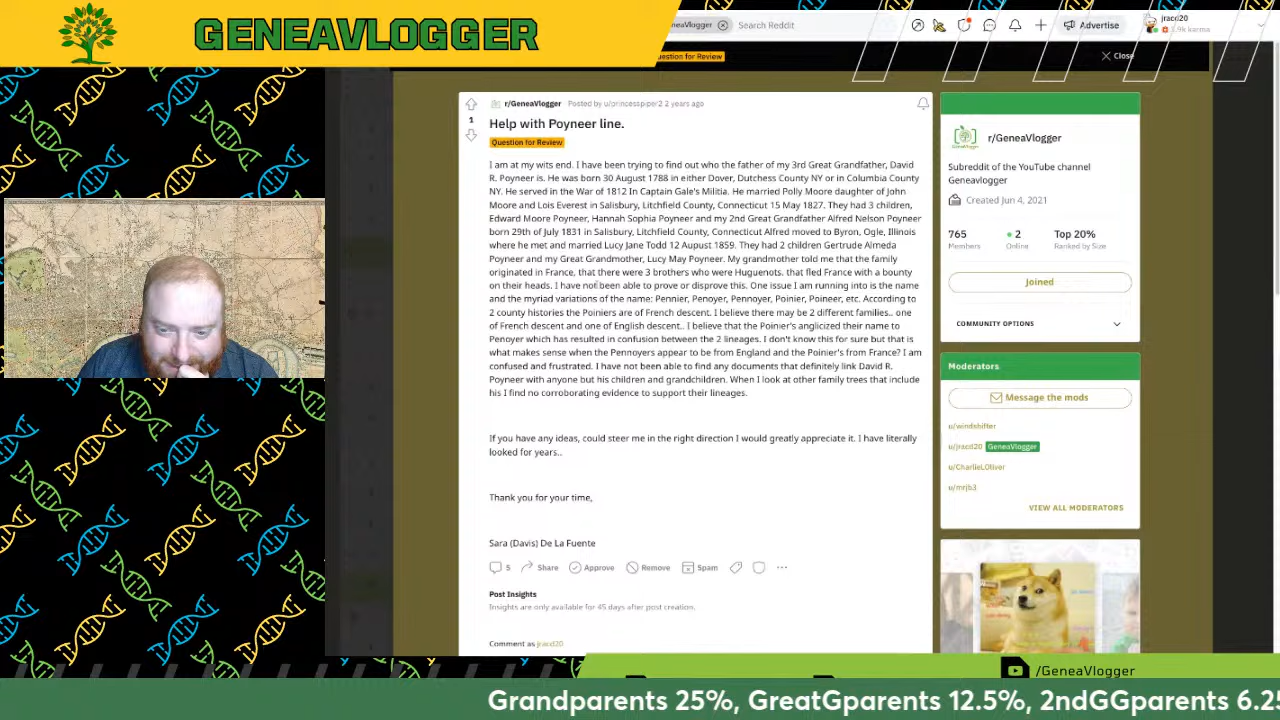 GENEAVLOGGER
eaVlogger
Search Reddit
Advertise
jracd20
1.9k karma
estion for Review
Close
r/GeneaVlogger Posted by u/princesspiper2 2 years ago
1
Help with Poyneer line.
Question for Review
I am at my wits end. I have been trying to find out who the father of my 3rd Great Grandfather, David
R. Poyneer is. He was born 30 August 1788 in either Dover, Dutchess County NY or in Columbia County
NY. He served in the War of 1812 In Captain Gale's Militia. He married Polly Moore daughter of John
Moore and Lois Everest in Salisbury, Litchfield County, Connecticut 15 May 1827. They had 3 children,
Edward Moore Poyneer, Hannah Sophia Poyneer and my 2nd Great Grandfather Alfred Nelson Poyneer
born 29th of July 1831 in Salisbury, Litchfield County, Connecticut Alfred moved to Byron, Ogle, Illinois
where he met and married Lucy Jane Todd 12 August 1859. They had 2 children Gertrude Almeda
Poyneer and my Great Grandmother, Lucy May Poyneer. My grandmother told me that the family
originated in France, that there were 3 brothers who were Huguenots. that fled France with a bounty
on their heads. I have not been able to prove or disprove this. One issue I am running into is the name
and the myriad variations of the name: Pennier, Penoyer, Pennoyer, Poinier, Poineer, etc. According to
2 county histories the Poiniers are of French descent. I believe there may be 2 different families.. one
of French descent and one of English descent.. I believe that the Poinier's anglicized their name to
Penoyer which has resulted in confusion between the 2 lineages. I don't know this for sure but that is
what makes sense when the Pennoyers appear to be from England and the Poinier's from France? I am
confused and frustrated. I have not been able to find any documents that definitely link David R.
Poyneer with anyone but his children and grandchildren. When I look at other family trees that include
his I find no corroborating evidence to support their lineages.
If you have any ideas, could steer me in the right direction I would greatly appreciate it. I have literally
looked for years..
Thank you for your time,
Sara (Davis) De La Fuente
5 Share Approve Remove Spam
Post Insights
Insights are only available for 45 days after post creation.
Comment as jracd20
r/GeneaVlogger
Subreddit of the YouTube channel
Geneavlogger
Created Jun 4, 2021
765 2 Top 20%
Members Online Ranked by Size
Joined
COMMUNITY OPTIONS
Moderators
Message the mods
u/windshifter
u/jracd20 GeneaVlogger
u/CharlieLOliver
u/mrjb3
VIEW ALL MODERATORS
/GeneaVlogger
Grandparents 25%, GreatGparents 12.5%, 2ndGGparents 6.25